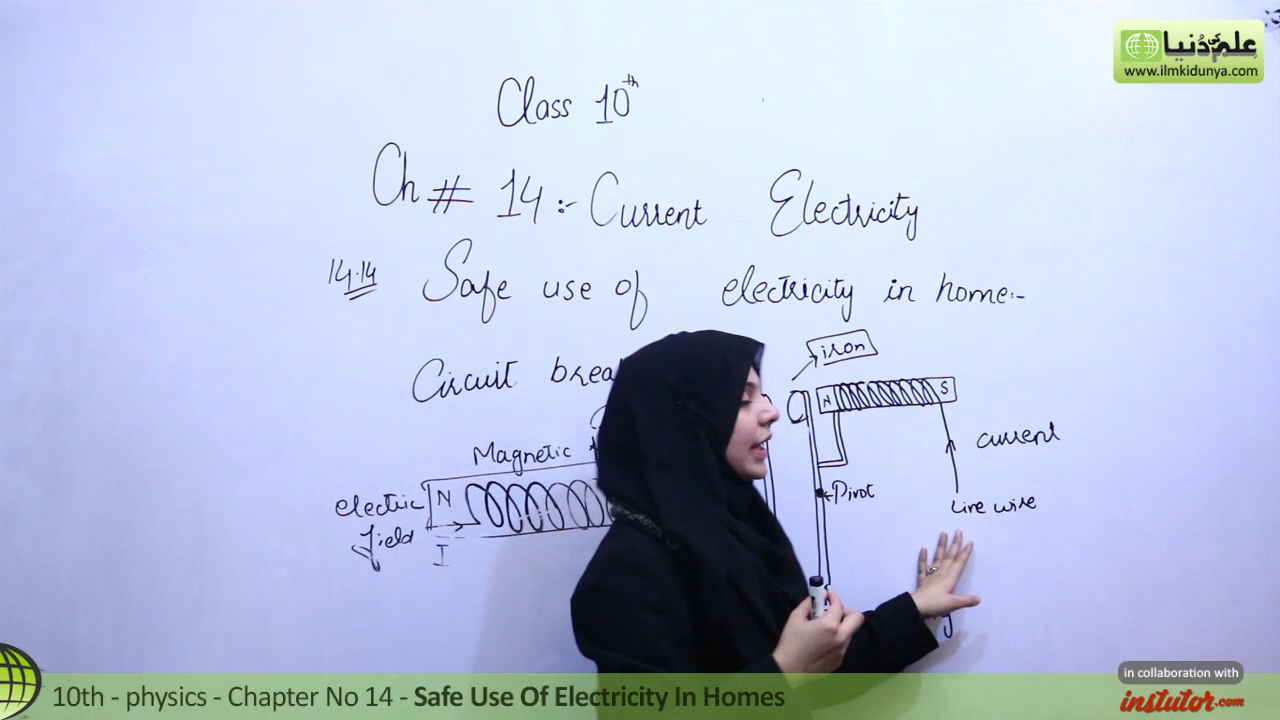 علم کی دُنیا
www.ilmkidunya.com
Class 10th
Ch # 14:- Current Electricity
14.14 Safe use of electricity in home:-
Circuit
iron
N S
Magnetic
current
electric field
N
I
Pivot
Live wire
in collaboration with
instutor.com
10th - physics - Chapter No 14 - Safe Use Of Electricity In Homes